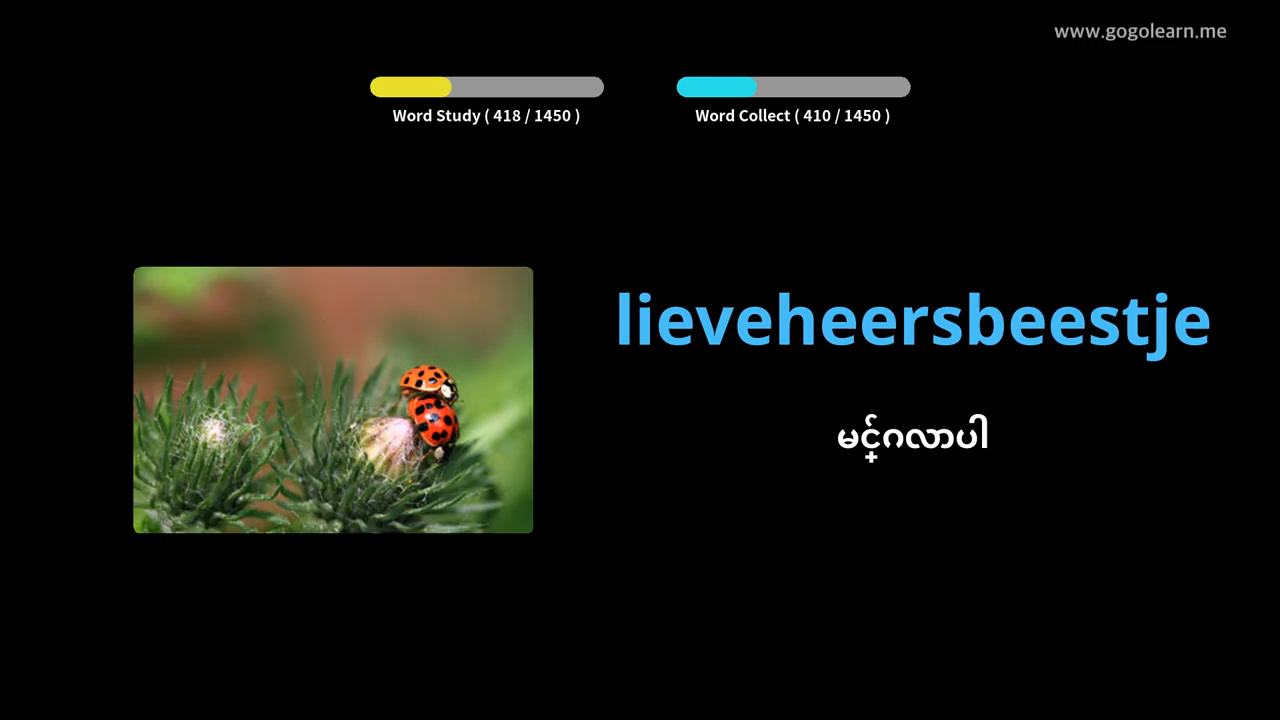 www.gogolearn.me
Word Study ( 418 / 1450 )
Word Collect ( 410 / 1450 )
lieveheersbeestje
မင်္ဂလာပါ